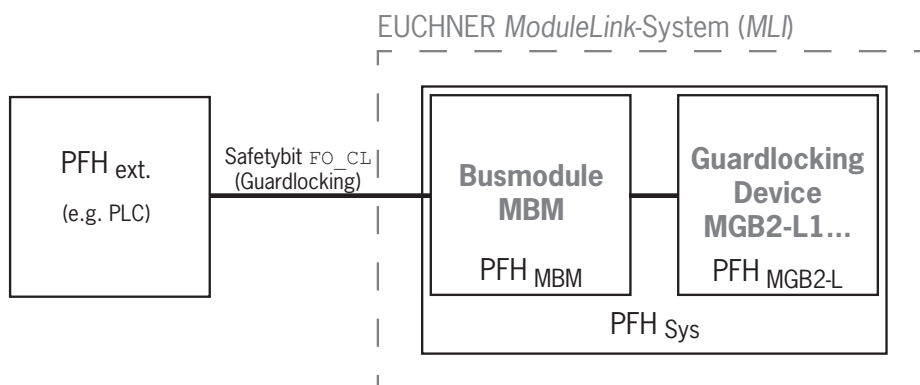 EUCHNER ModuleLink-System (MLI)
PFH ext.
(e.g. PLC)
Safetybit FO_CL
(Guardlocking)
Busmodule
MBM
PFH MBM
Guardlocking
Device
MGB2-L1...
PFH MGB2-L
PFH Sys